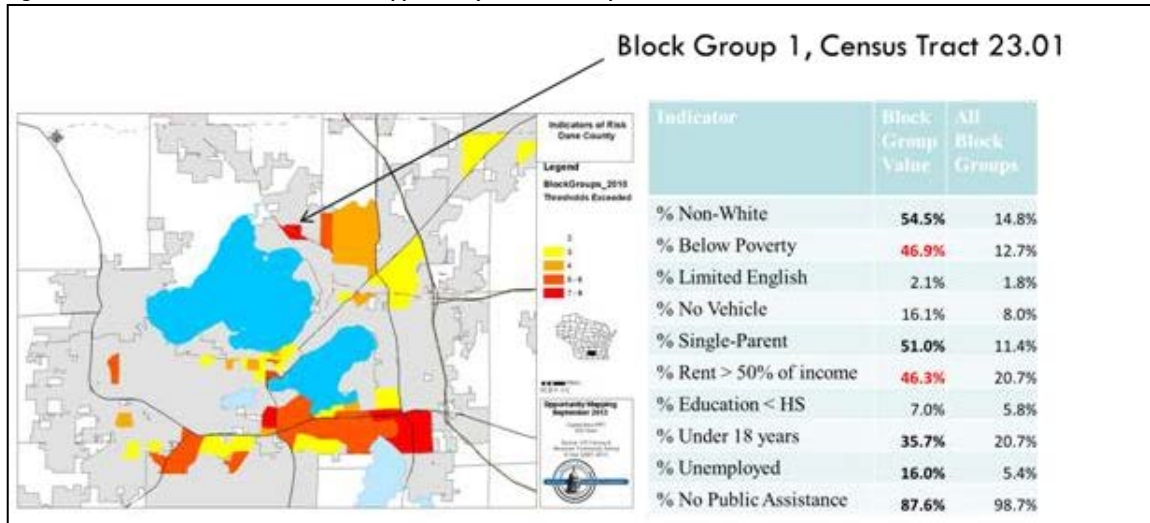 Block Group 1, Census Tract 23.01
Indicators of Risk
Dane County
Legend
BlockGroups_2010
Thresholds Exceeded
3
4
5 - 6
Opportunity Mapping
September 2013
Indicator
Block Group Value
All Block Groups
% Non-White 54.5% 14.8%
% Below Poverty 46.9% 12.7%
% Limited English 2.1% 1.8%
% No Vehicle 16.1% 8.0%
% Single-Parent 51.0% 11.4%
% Rent > 50% of income 46.3% 20.7%
% Education < HS 7.0% 5.8%
% Under 18 years 35.7% 20.7%
% Unemployed 16.0% 5.4%
% No Public Assistance 87.6% 98.7%